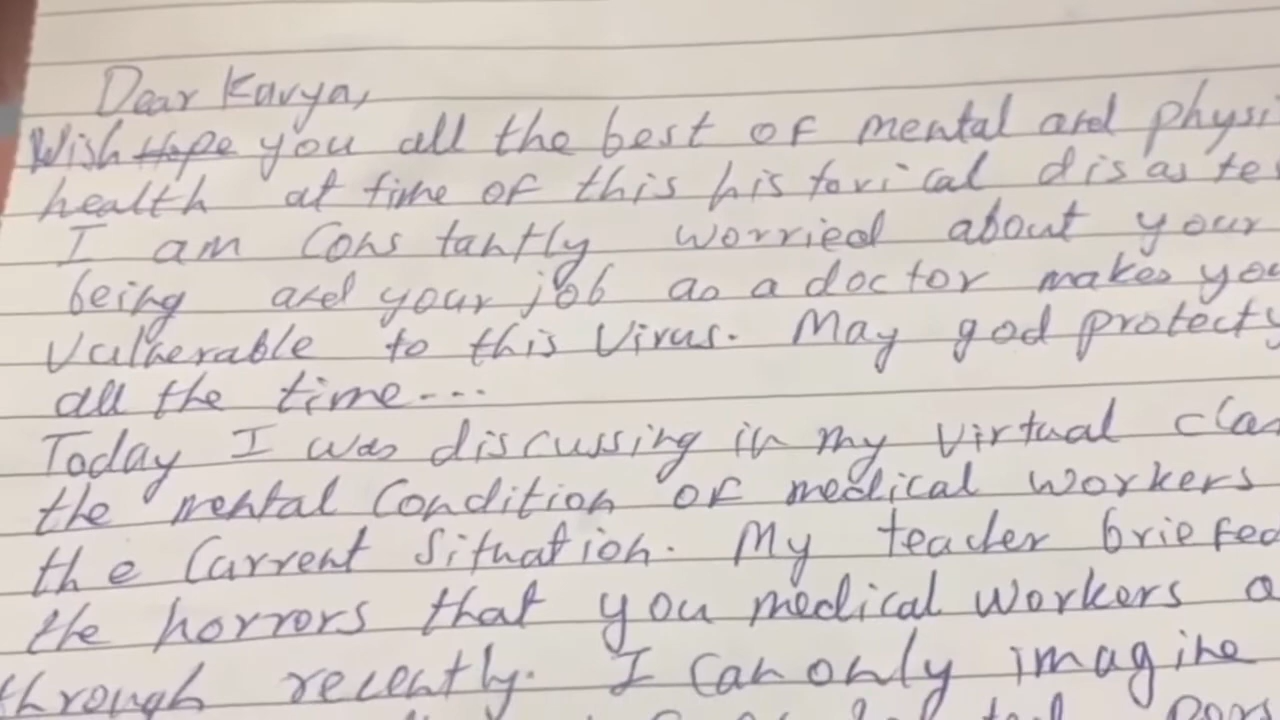 Dear Kavya,
Wish Hope you all the best of mental and physi
health at time of this historical disaste
I am Constantly worried about your
being and your job as a doctor makes yo
Vulnerable to this Virus. May god protect y
all the time...
Today I was discussing in my virtual clas
the mental Condition of medical workers
the Current Situation. My teacher briefed
the horrors that you medical workers a
through recently. I Can only imagine